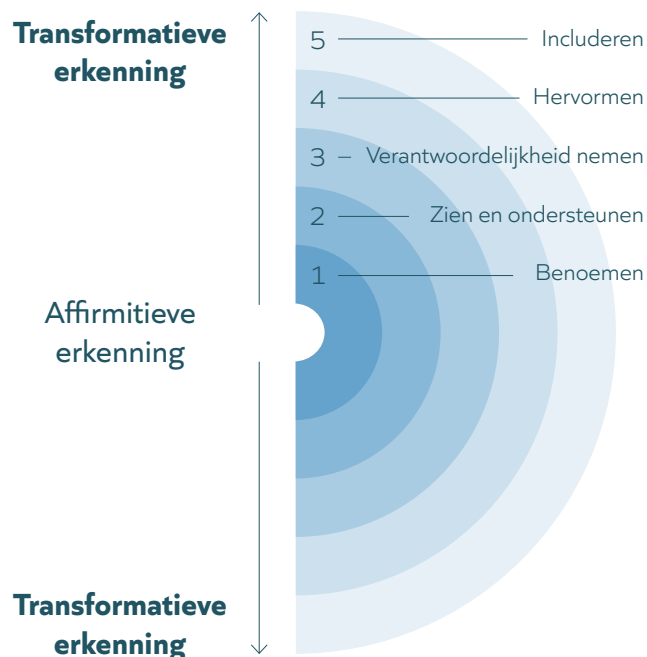 Transformatieve
erkenning
5 Includeren
4 Hervormen
3 Verantwoordelijkheid nemen
2 Zien en ondersteunen
1 Benoemen
Affirmitieve
erkenning
Transformatieve
erkenning